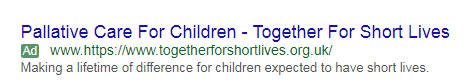 Pallative Care For Children - Together For Short Lives
Ad www.https://www.togetherforshortlives.org.uk/
Making a lifetime of difference for children expected to have short lives.